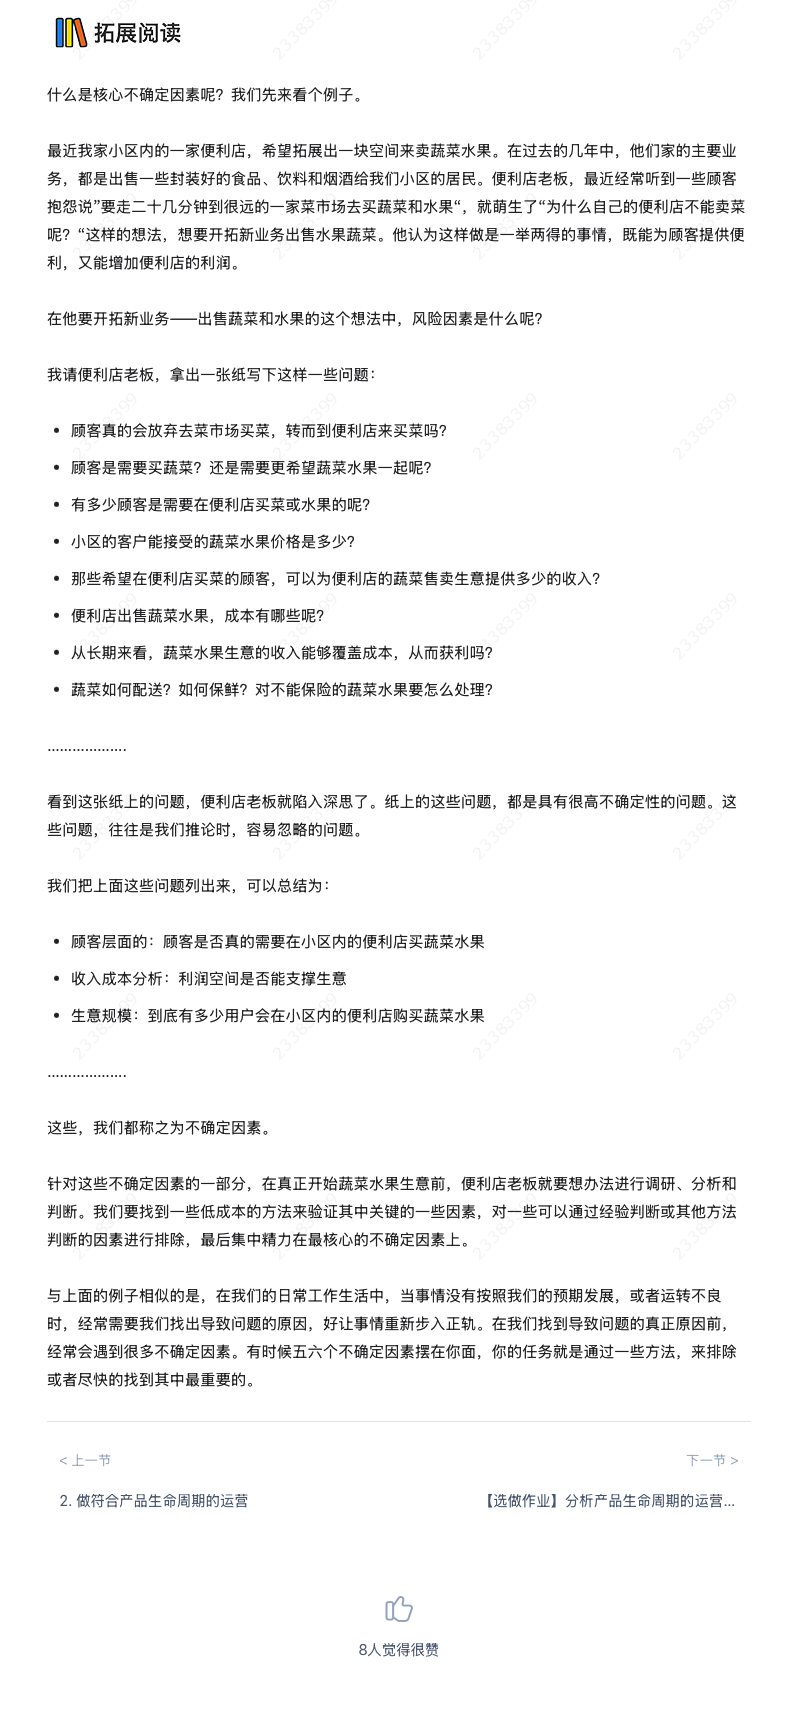 拓展阅读
什么是核心不确定因素呢？我们先来看个例子。
最近我家小区内的一家便利店，希望拓展出一块空间来卖蔬菜水果。在过去的几年中，他们家的主要业
务，都是出售一些封装好的食品、饮料和烟酒给我们小区的居民。便利店老板，最近经常听到一些顾客
抱怨说”要走二十几分钟到很远的一家菜市场去买蔬菜和水果“，就萌生了“为什么自己的便利店不能卖菜
呢？“这样的想法，想要开拓新业务出售水果蔬菜。他认为这样做是一举两得的事情，既能为顾客提供便
利，又能增加便利店的利润。
在他要开拓新业务——出售蔬菜和水果的这个想法中，风险因素是什么呢？
我请便利店老板，拿出一张纸写下这样一些问题：
• 顾客真的会放弃去菜市场买菜，转而到便利店来买菜吗？
• 顾客是需要买蔬菜？还是需要更希望蔬菜水果一起呢？
• 有多少顾客是需要在便利店买菜或水果的呢？
• 小区的客户能接受的蔬菜水果价格是多少？
• 那些希望在便利店买菜的顾客，可以为便利店的蔬菜售卖生意提供多少的收入？
• 便利店出售蔬菜水果，成本有哪些呢？
• 从长期来看，蔬菜水果生意的收入能够覆盖成本，从而获利吗？
• 蔬菜如何配送？如何保鲜？对不能保险的蔬菜水果要怎么处理？
...................
看到这张纸上的问题，便利店老板就陷入深思了。纸上的这些问题，都是具有很高不确定性的问题。这
些问题，往往是我们推论时，容易忽略的问题。
我们把上面这些问题列出来，可以总结为：
• 顾客层面的：顾客是否真的需要在小区内的便利店买蔬菜水果
• 收入成本分析：利润空间是否能支撑生意
• 生意规模：到底有多少用户会在小区内的便利店购买蔬菜水果
...................
这些，我们都称之为不确定因素。
针对这些不确定因素的一部分，在真正开始蔬菜水果生意前，便利店老板就要想办法进行调研、分析和
判断。我们要找到一些低成本的方法来验证其中关键的一些因素，对一些可以通过经验判断或其他方法
判断的因素进行排除，最后集中精力在最核心的不确定因素上。
与上面的例子相似的是，在我们的日常工作生活中，当事情没有按照我们的预期发展，或者运转不良
时，经常需要我们找出导致问题的原因，好让事情重新步入正轨。在我们找到导致问题的真正原因前，
经常会遇到很多不确定因素。有时候五六个不确定因素摆在你面，你的任务就是通过一些方法，来排除
或者尽快的找到其中最重要的。
< 上一节
下一节 >
2. 做符合产品生命周期的运营
【选做作业】分析产品生命周期的运营...
8人觉得很赞
23383399